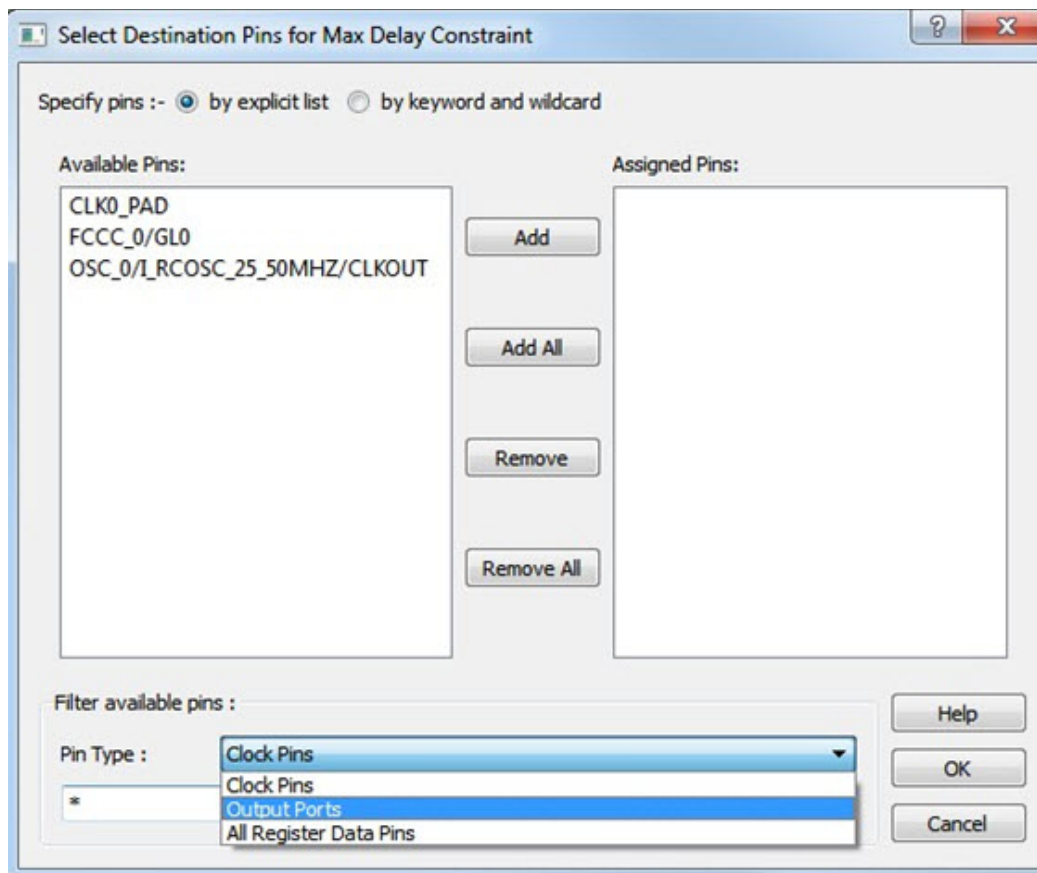 Select Destination Pins for Max Delay Constraint
Specify pins :- by explicit list by keyword and wildcard
Available Pins:
Assigned Pins:
CLK0_PAD
FCCC_0/GL0
OSC_0/I_RCOSC_25_50MHZ/CLKOUT
Add
Add All
Remove
Remove All
Filter available pins :
Pin Type :
Clock Pins
Clock Pins
Output Ports
All Register Data Pins
*
Help
OK
Cancel